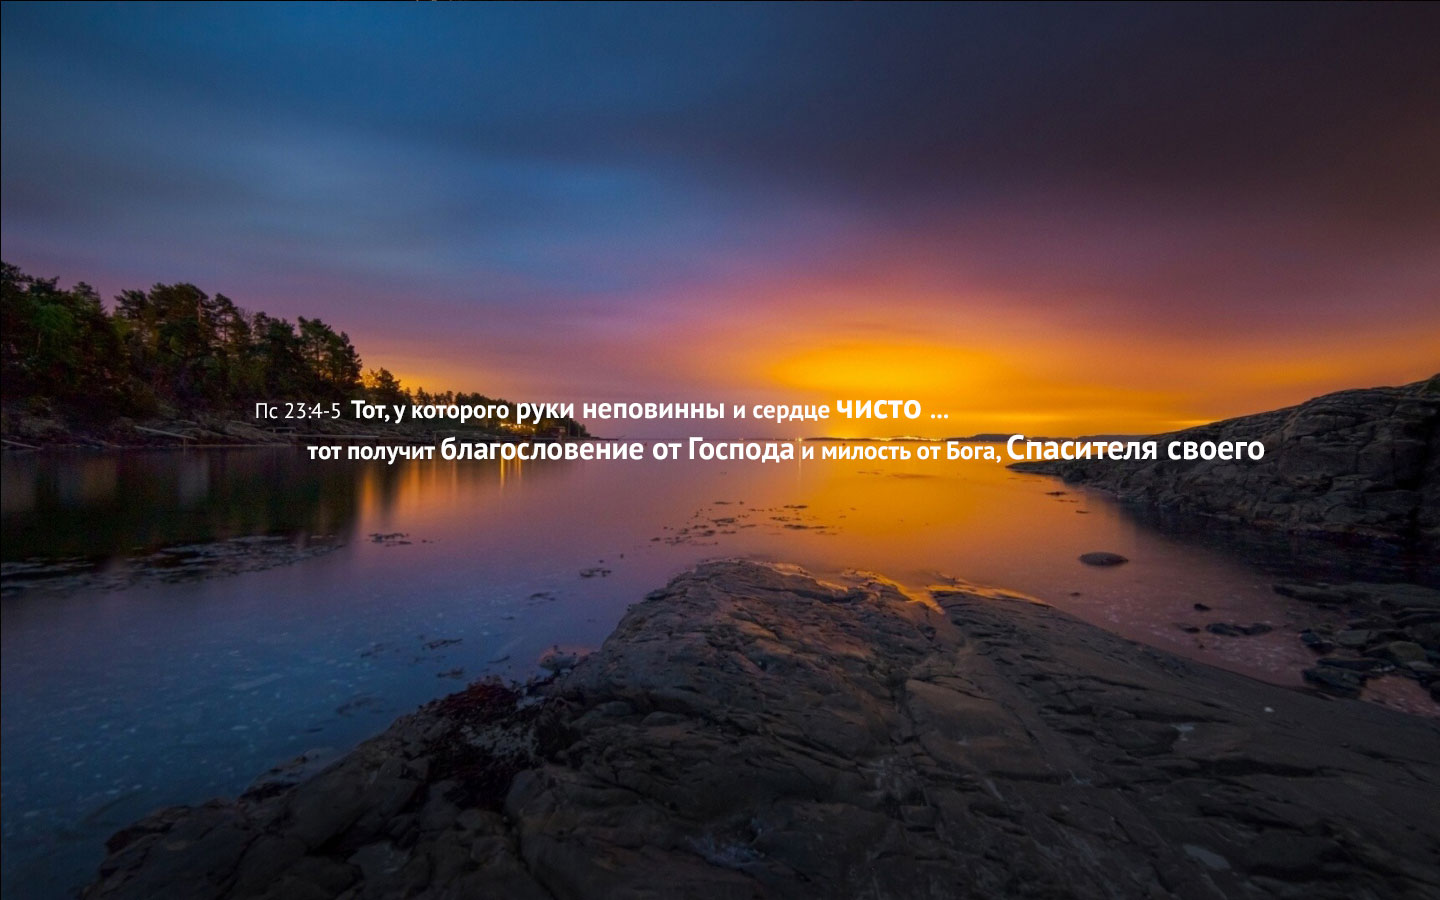 Пс 23:4-5 Тот, у которого руки неповинны и сердце чисто ...
тот получит благословение от Господа и милость от Бога, Спасителя своего